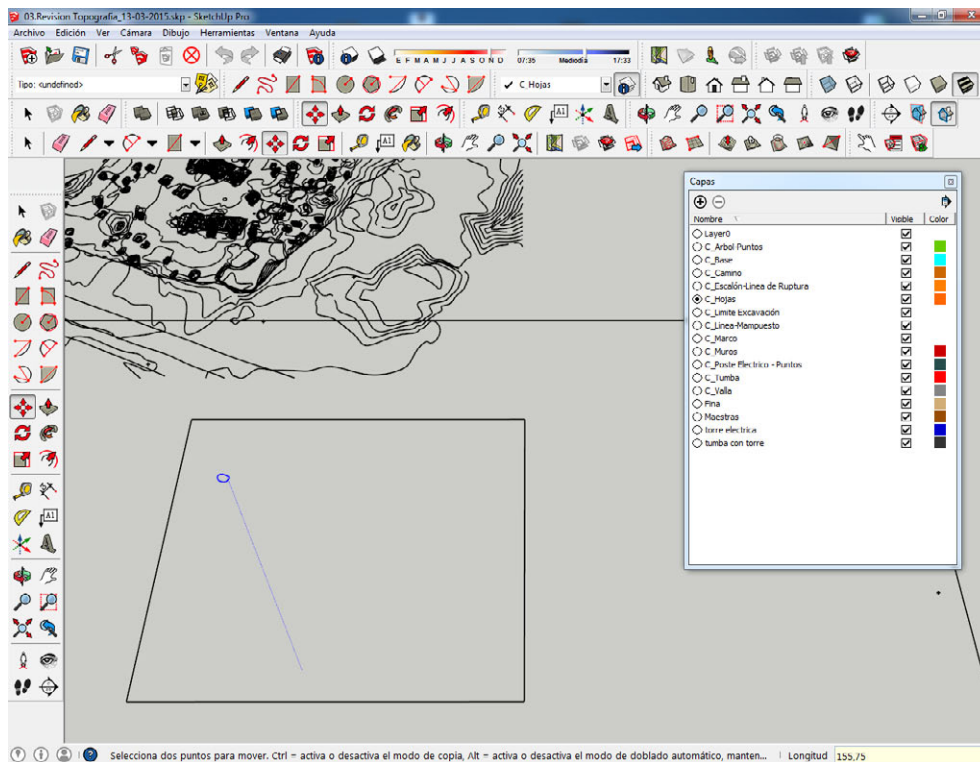 03.Revision Topografía_13-03-2015.skp - SketchUp Pro
Archivo Edición Ver Cámara Dibujo Herramientas Ventana Ayuda
E F M A M J J A S O N D 07:35 Mediodía 17:33
Tipo: <undefined>
✓ C_Hojas
A1
A1
Capas
Nombre Visible Color
Layer0
C_Arbol Puntos
C_Base
C_Camino
C_Escalón-Linea de Ruptura
C_Hojas
C_Limite Excavación
C_Linea-Mampuesto
C_Marco
C_Muros
C_Poste Electrico - Puntos
C_Tumba
C_Valla
Fina
Maestras
torre electrica
tumba con torre
A1
Selecciona dos puntos para mover. Ctrl = activa o desactiva el modo de copia, Alt = activa o desactiva el modo de doblado automático, manten... Longitud 155,75